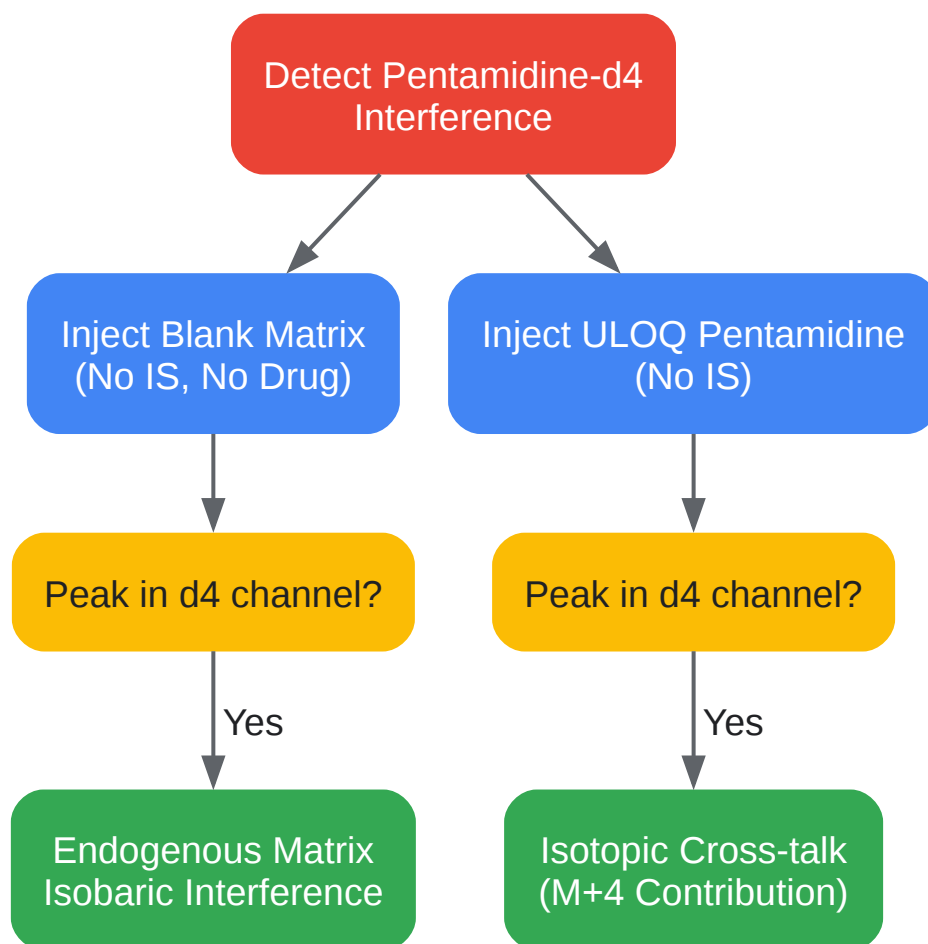 Detect Pentamidine-d4
Interference
Inject Blank Matrix
(No IS, No Drug)
Inject ULOQ Pentamidine
(No IS)
Peak in d4 channel?
Peak in d4 channel?
Yes
Yes
Endogenous Matrix
Isobaric Interference
Isotopic Cross-talk
(M+4 Contribution)